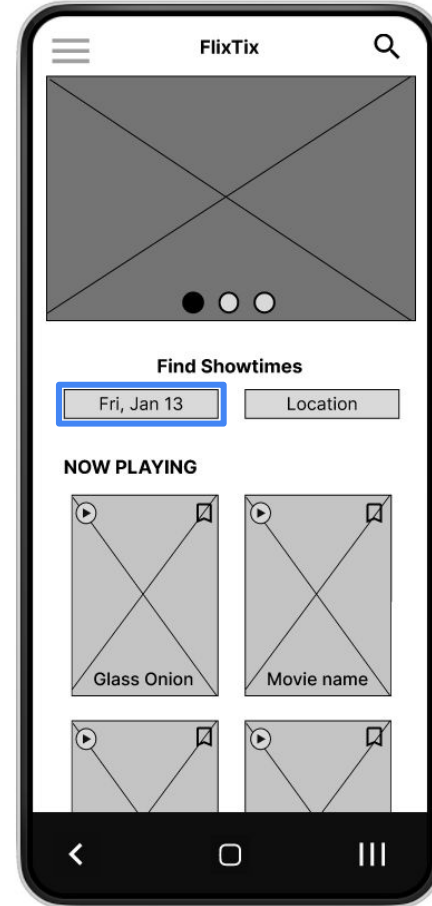 FlixTix
Find Showtimes
Fri, Jan 13
Location
NOW PLAYING
Glass Onion
Movie name